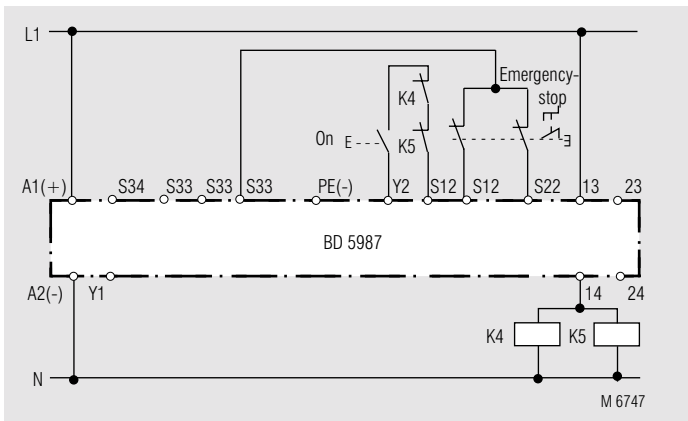 L1
Emergency-
stop
K4
On E K5
A1(+) S34 S33 S33 S33 PE(-) Y2 S12 S12 S22 13 23
BD 5987
A2(-) Y1 14 24
K4 K5
N
M 6747